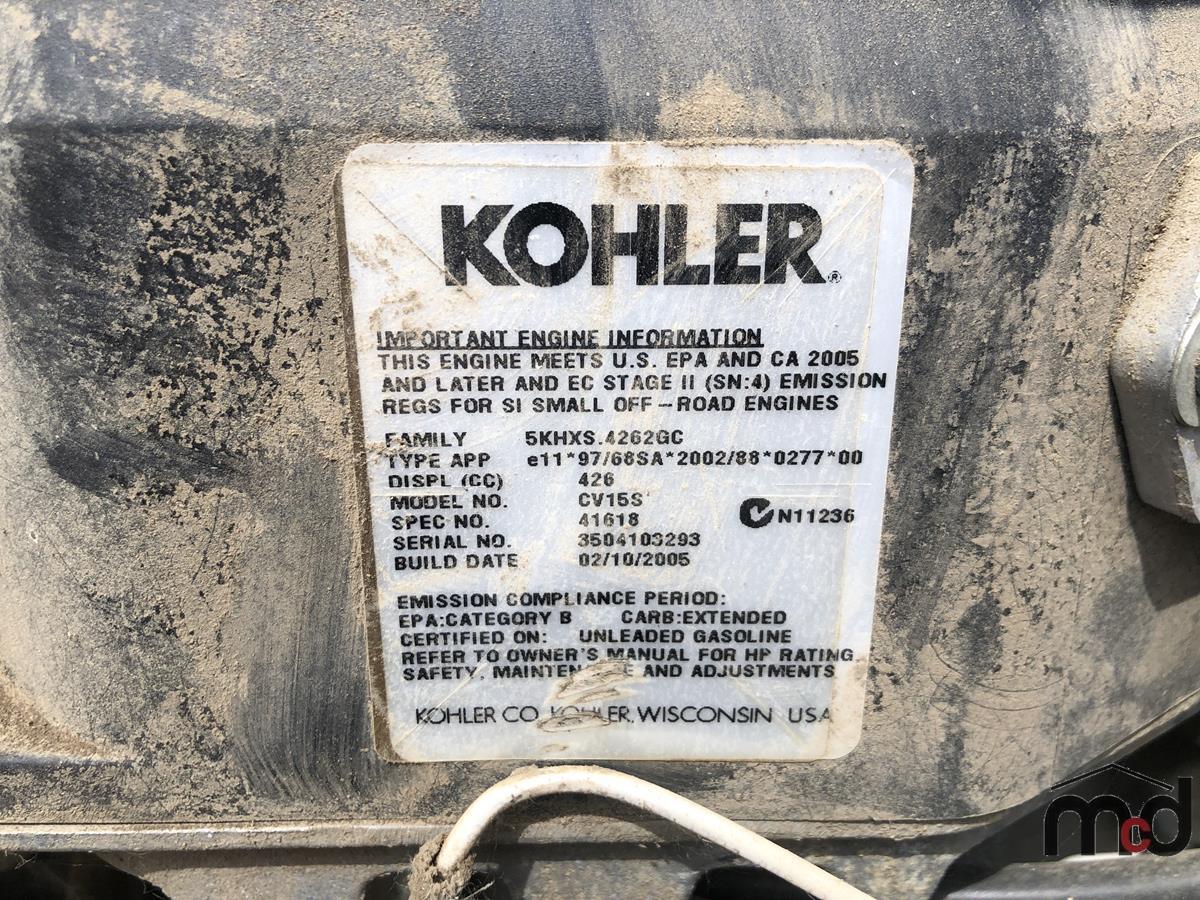 KOHLER®
IMPORTANT ENGINE INFORMATION
THIS ENGINE MEETS U.S. EPA AND CA 2005
AND LATER AND EC STAGE II (SN:4) EMISSION
REGS FOR SI SMALL OFF-ROAD ENGINES
FAMILY 5KHXS.4262GC
TYPE APP e11*97/68SA*2002/88*0277*00
DISPL (CC) 426
MODEL NO. CV15S
SPEC NO. 41618
N11236
SERIAL NO. 3504103293
BUILD DATE 02/10/2005
EMISSION COMPLIANCE PERIOD:
EPA:CATEGORY B CARB:EXTENDED
CERTIFIED ON: UNLEADED GASOLINE
REFER TO OWNER'S MANUAL FOR HP RATING
SAFETY, AND ADJUSTMENTS
KOHLER CO. KOHLER, WISCONSIN USA
mcd